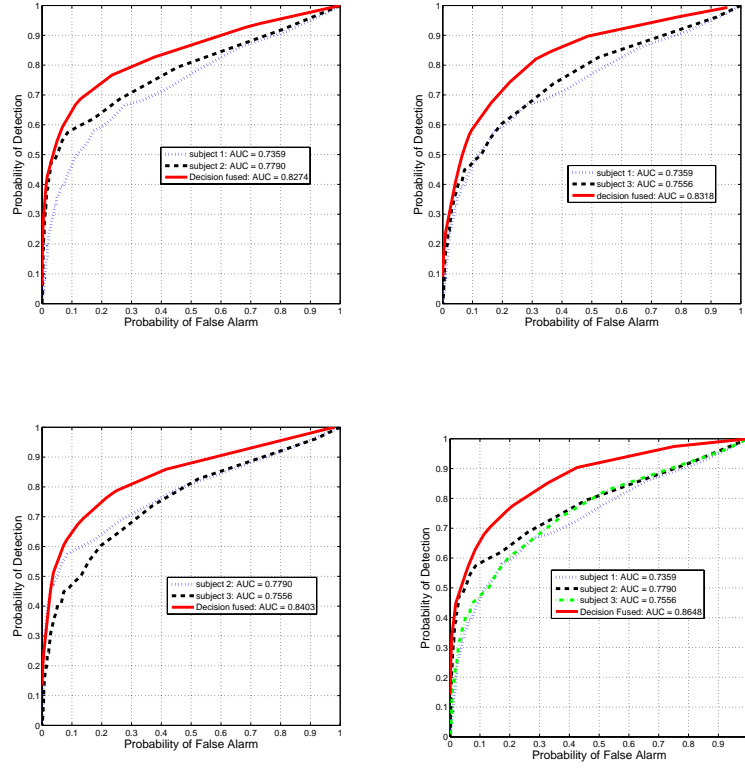 1
0.9
0.8
0.7
0.6
0.5
0.4
0.3
0.2
0.1
0
Probability of Detection
subject 1: AUC = 0.7359
subject 2: AUC = 0.7790
Decision fused: AUC = 0.8274
0 0.1 0.2 0.3 0.4 0.5 0.6 0.7 0.8 0.9 1
Probability of False Alarm
1
0.9
0.8
0.7
0.6
0.5
0.4
0.3
0.2
0.1
0
Probability of Detection
subject 1: AUC = 0.7359
subject 3: AUC = 0.7556
decision fused: AUC = 0.8318
0 0.1 0.2 0.3 0.4 0.5 0.6 0.7 0.8 0.9 1
Probability of False Alarm
1
0.9
0.8
0.7
0.6
0.5
0.4
0.3
0.2
0.1
0
Probability of Detection
subject 2: AUC = 0.7790
subject 3: AUC = 0.7556
Decision fused: AUC = 0.8403
0 0.1 0.2 0.3 0.4 0.5 0.6 0.7 0.8 0.9 1
Probability of False Alarm
1
0.9
0.8
0.7
0.6
0.5
0.4
0.3
0.2
0.1
0
Probability of Detection
subject 1: AUC = 0.7359
subject 2: AUC = 0.7790
subject 3: AUC = 0.7556
Decision Fused: AUC = 0.8648
0 0.1 0.2 0.3 0.4 0.5 0.6 0.7 0.8 0.9
Probability of False Alarm